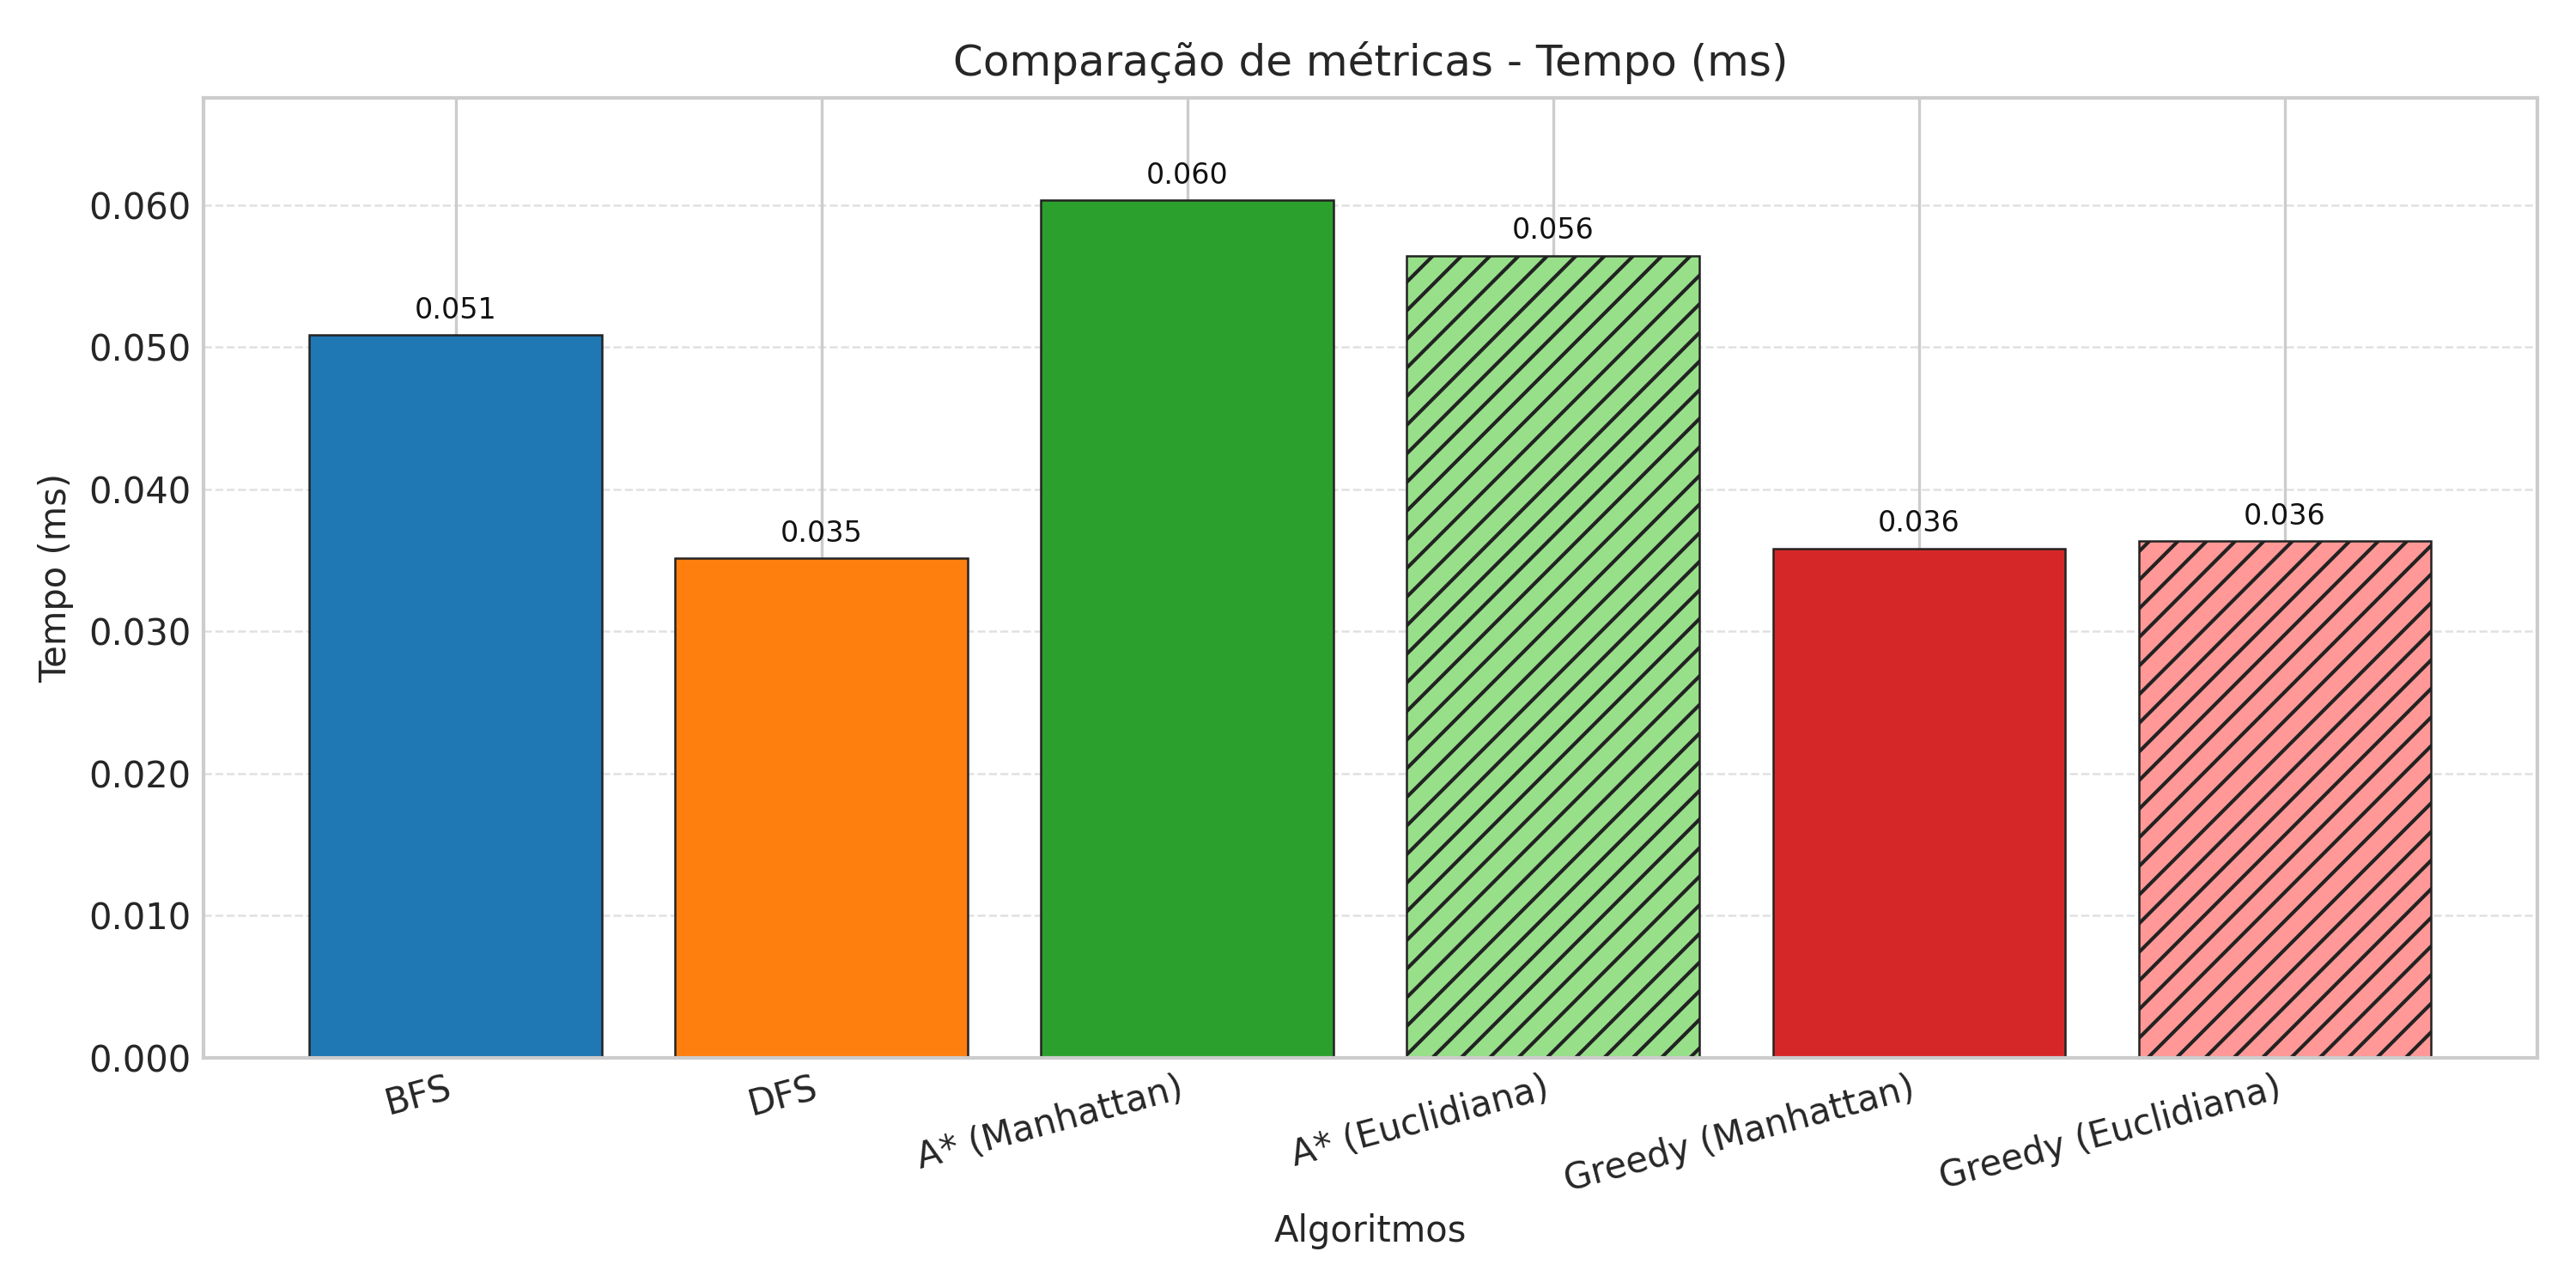 Comparação de métricas - Tempo (ms)
Tempo (ms)
0.060
0.050
0.040
0.030
0.020
0.010
0.000
0.051
0.035
0.060
0.056
0.036
0.036
BFS
DFS
A* (Manhattan)
A* (Euclidiana)
Greedy (Manhattan)
Greedy (Euclidiana)
Algoritmos